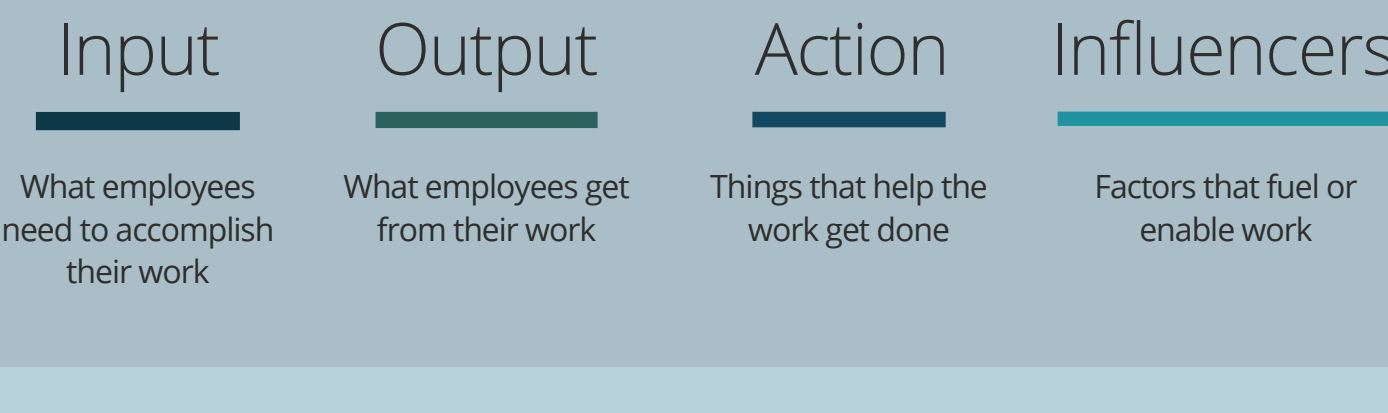 Input
What employees
need to accomplish
their work
Output
What employees get
from their work
Action
Things that help the
work get done
Influencers
Factors that fuel or
enable work